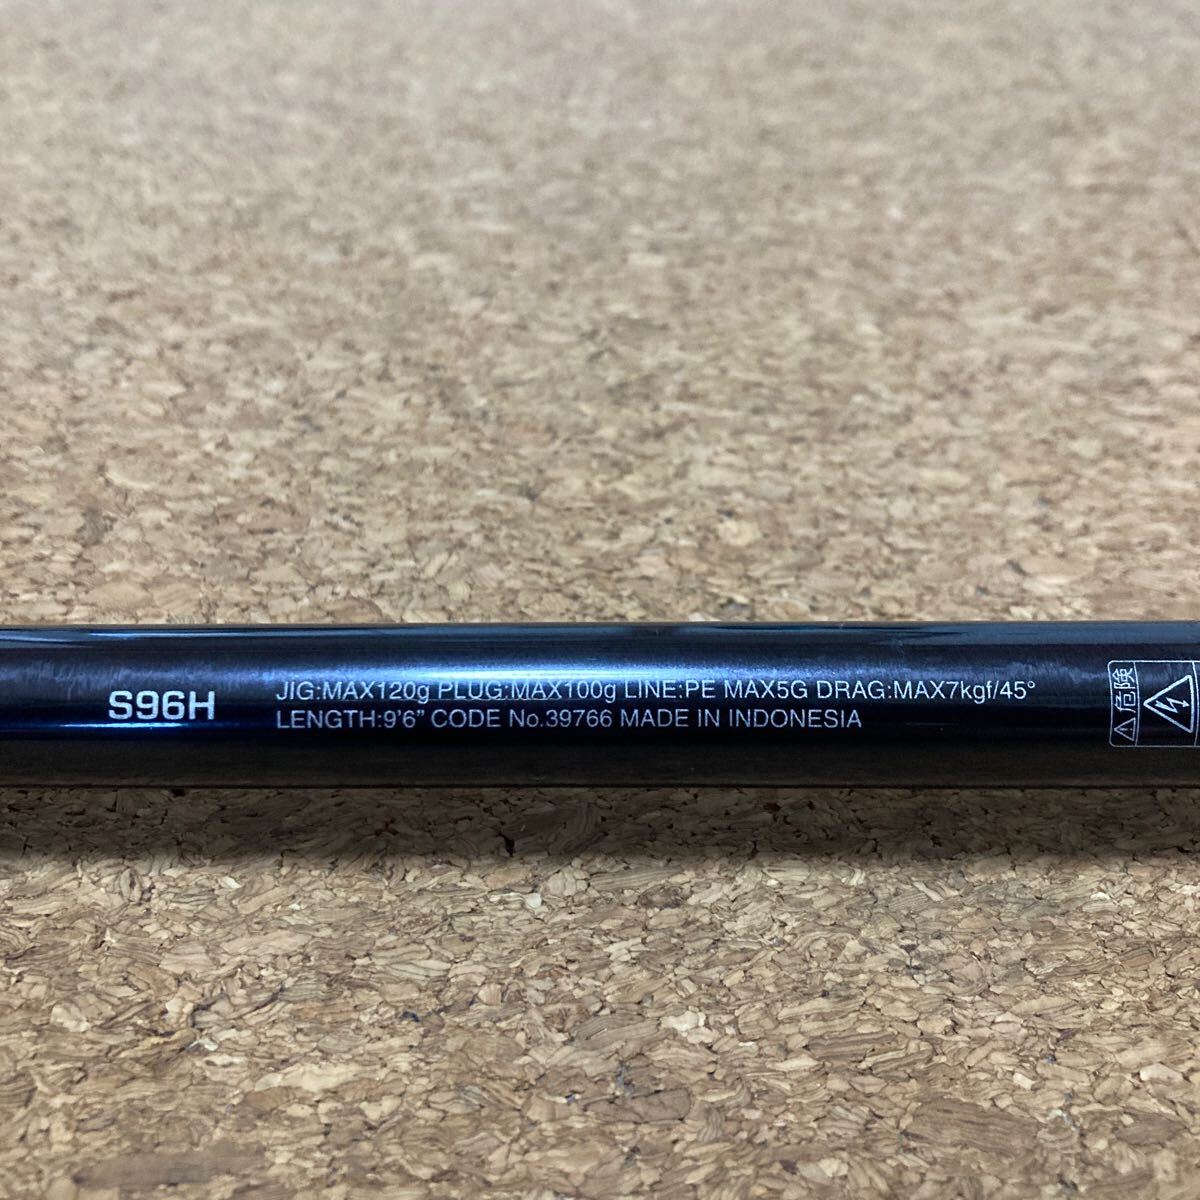 S96H
JIG:MAX120g PLUG:MAX100g LINE:PE MAX5G DRAG:MAX7kgf/45°
LENGTH:9'6" CODE No.39766 MADE IN INDONESIA
⚠危険